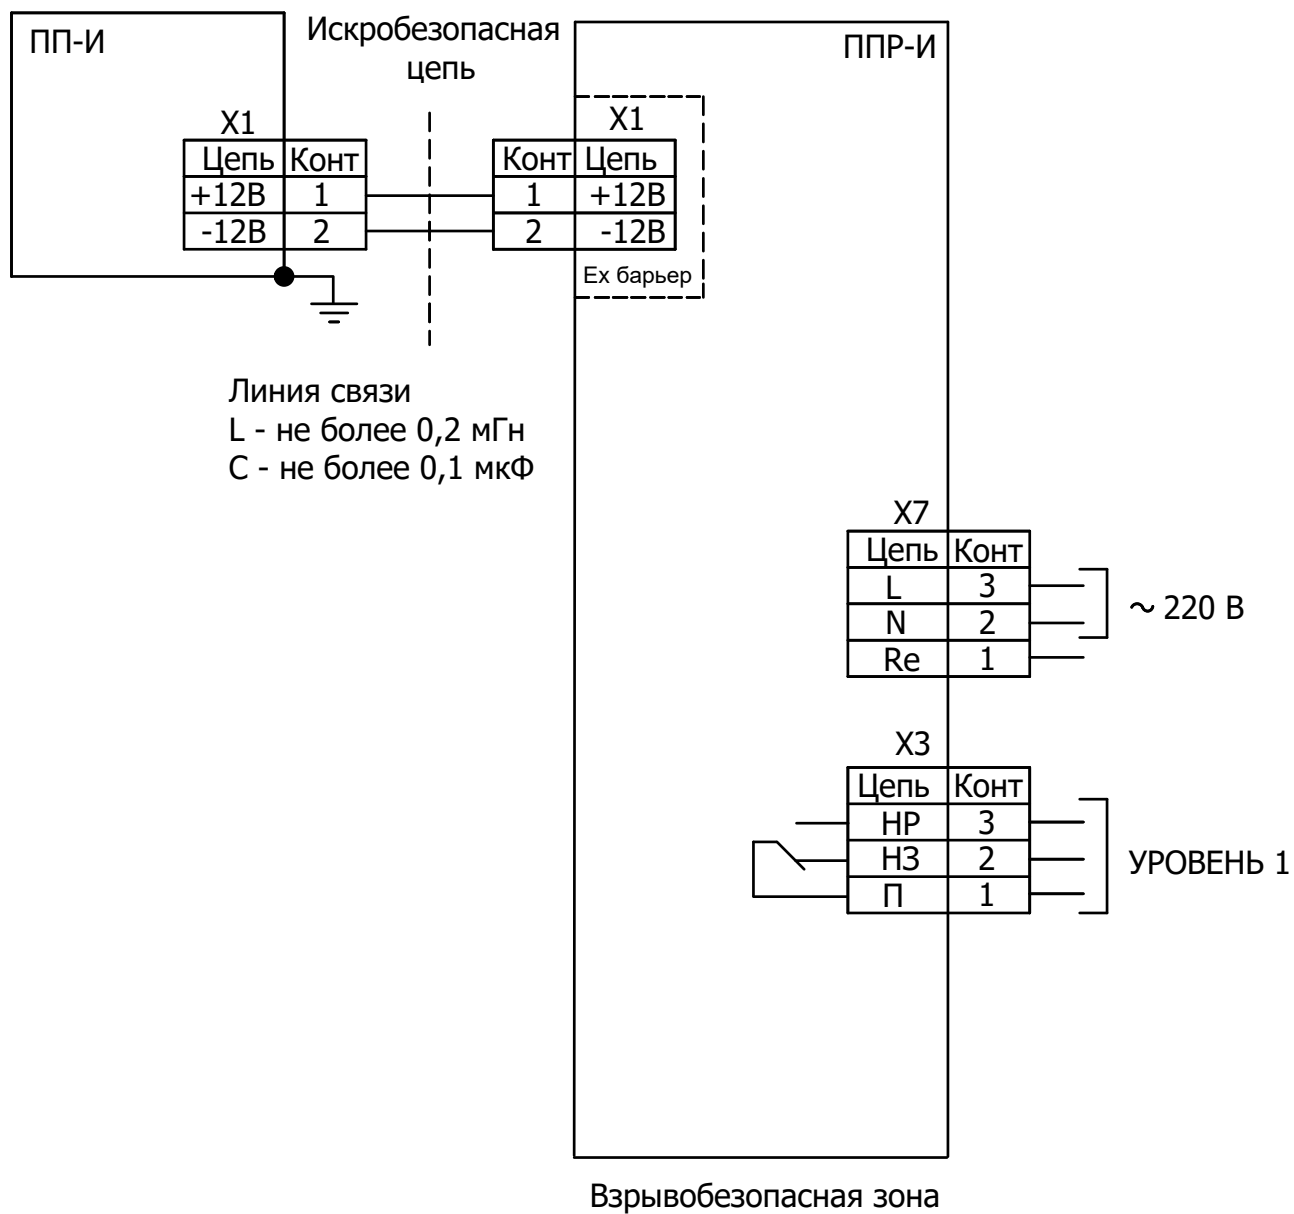 ПП-И
Искробезопасная
цепь
ППР-И
X1
Цепь Конт
+12В 1
-12В 2
X1
Конт Цепь
1 +12В
2 -12В
Ex барьер
Линия связи
L - не более 0,2 мГн
C - не более 0,1 мкФ
X7
Цепь Конт
L 3
N 2
Re 1
~ 220 В
X3
Цепь Конт
НР 3
НЗ 2
П 1
УРОВЕНЬ 1
Взрывобезопасная зона